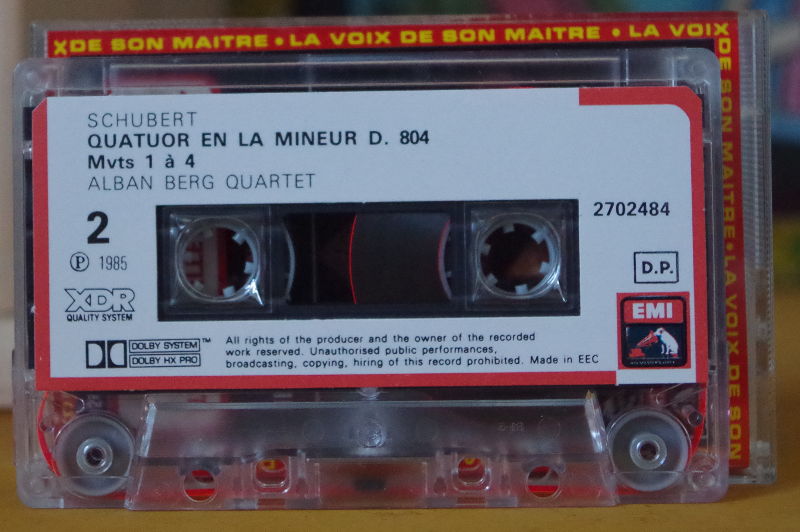 XDE SON MAITRE • LA VOIX DE SON MAITRE • LA VOIX
DE SON MAITRE • LA VOIX DE SON
SCHUBERT
QUATUOR EN LA MINEUR D. 804
Mvts 1 à 4
ALBAN BERG QUARTET
2
2702484
℗ 1985
D.P.
XDR
QUALITY SYSTEM
EMI
DOLBY SYSTEM™
DOLBY HX PRO
All rights of the producer and the owner of the recorded
work reserved. Unauthorised public performances,
broadcasting, copying, hiring of this record prohibited. Made in EEC